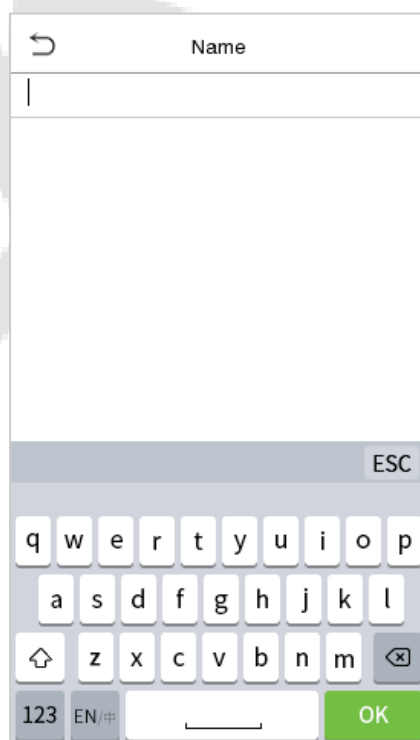 Name
ESC
q w e r t y u i o p
a s d f g h j k l
z x c v b n m
123 EN/中 OK